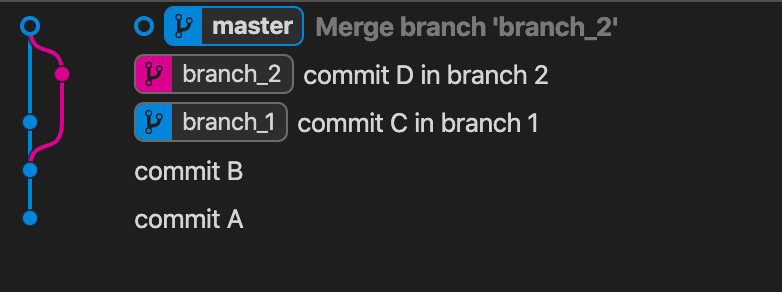 master Merge branch 'branch_2'
branch_2 commit D in branch 2
branch_1 commit C in branch 1
commit B
commit A